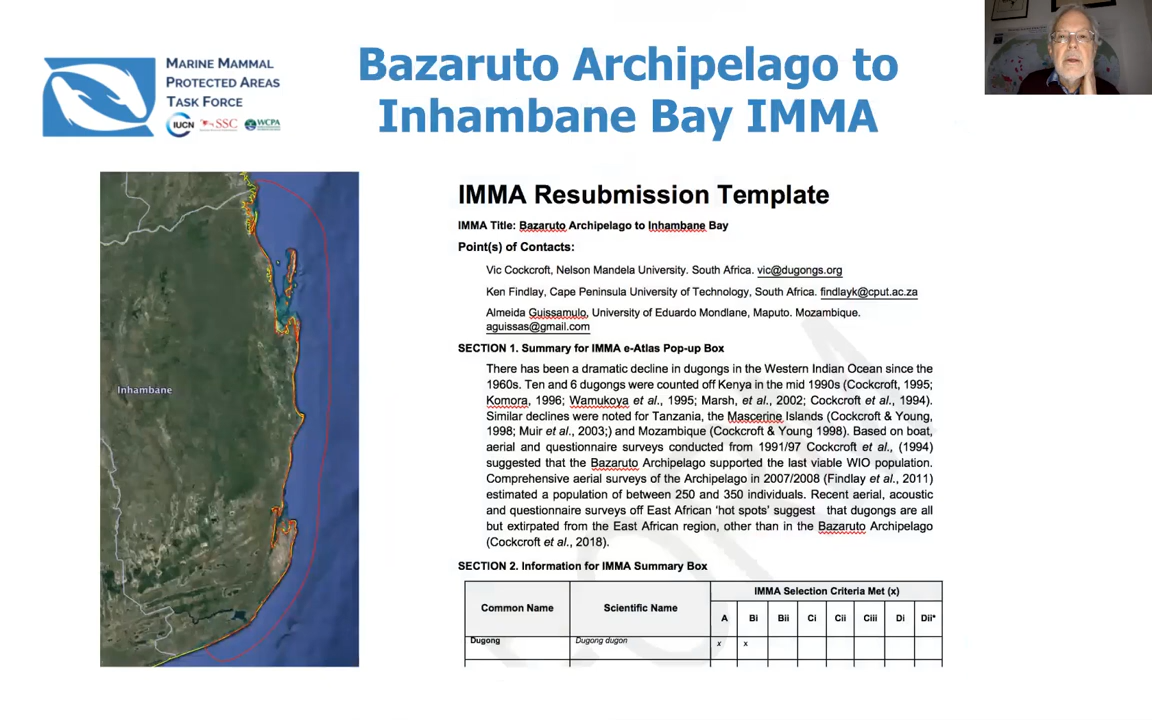 MARINE MAMMAL
PROTECTED AREAS
TASK FORCE
IUCN SSC WCPA
Bazaruto Archipelago to
Inhambane Bay IMMA
Inhambane
IMMA Resubmission Template
IMMA Title: Bazaruto Archipelago to Inhambane Bay
Point(s) of Contacts:
Vic Cockcroft, Nelson Mandela University. South Africa. vic@dugongs.org
Ken Findlay, Cape Peninsula University of Technology, South Africa. findlayk@cput.ac.za
Almeida Guissamulo, University of Eduardo Mondlane, Maputo. Mozambique.
aguissas@gmail.com
SECTION 1. Summary for IMMA e-Atlas Pop-up Box
There has been a dramatic decline in dugongs in the Western Indian Ocean since the
1960s. Ten and 6 dugongs were counted off Kenya in the mid 1990s (Cockcroft, 1995;
Komora, 1996; Wamukoya et al., 1995; Marsh, et al., 2002; Cockcroft et al., 1994).
Similar declines were noted for Tanzania, the Mascerine Islands (Cockcroft & Young,
1998; Muir et al., 2003;) and Mozambique (Cockcroft & Young 1998). Based on boat,
aerial and questionnaire surveys conducted from 1991/97 Cockcroft et al., (1994)
suggested that the Bazaruto Archipelago supported the last viable WIO population.
Comprehensive aerial surveys of the Archipelago in 2007/2008 (Findlay et al., 2011)
estimated a population of between 250 and 350 individuals. Recent aerial, acoustic
and questionnaire surveys off East African ‘hot spots’ suggest that dugongs are all
but extirpated from the East African region, other than in the Bazaruto Archipelago
(Cockcroft et al., 2018).
SECTION 2. Information for IMMA Summary Box
Common Name Scientific Name IMMA Selection Criteria Met (x)
A Bi Bii Ci Cii Ciii Di Dii*
Dugong Dugong dugon x x